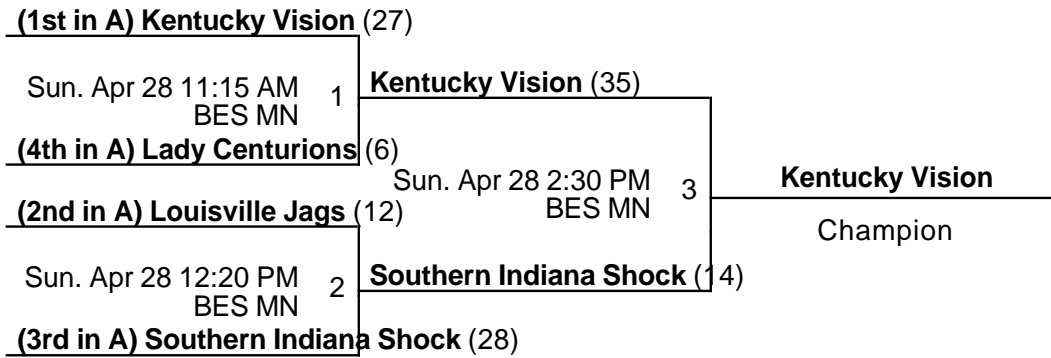 (1st in A) Kentucky Vision (27)
Sun. Apr 28 11:15 AM
BES MN
1
Kentucky Vision (35)
(4th in A) Lady Centurions (6)
Sun. Apr 28 2:30 PM
BES MN
3
Kentucky Vision
Champion
(2nd in A) Louisville Jags (12)
Sun. Apr 28 12:20 PM
BES MN
2
Southern Indiana Shock (14)
(3rd in A) Southern Indiana Shock (28)